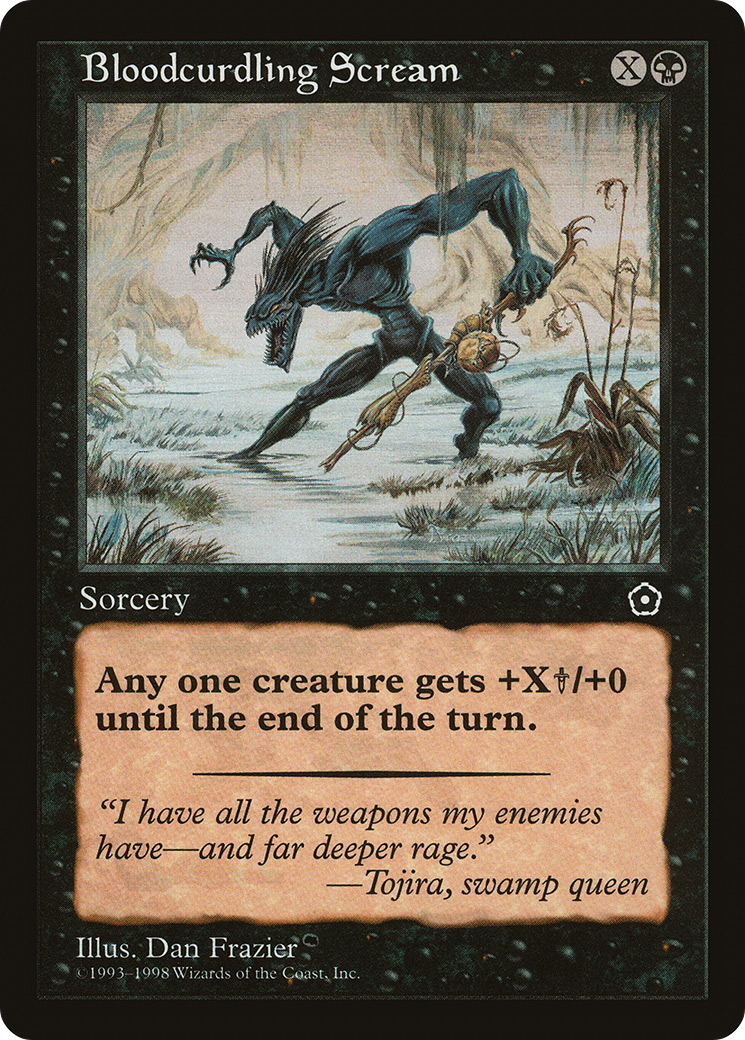 Bloodcurdling Scream X
Sorcery
Any one creature gets +X/+0
until the end of the turn.
“I have all the weapons my enemies
have—and far deeper rage.”
—Tojira, swamp queen
Illus. Dan Frazier
©1993–1998 Wizards of the Coast, Inc.